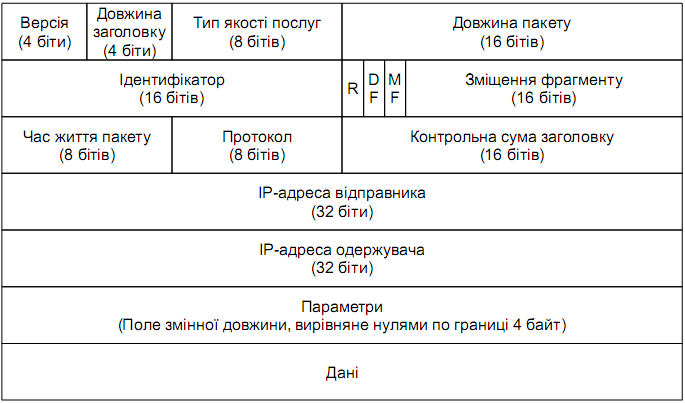 Версія
(4 біти)
Довжина
заголовку
(4 біти)
Тип якості послуг
(8 бітів)
Довжина пакету
(16 бітів)
Ідентифікатор
(16 бітів)
R
D
F
M
F
Зміщення фрагменту
(16 бітів)
Час життя пакету
(8 бітів)
Протокол
(8 бітів)
Контрольна сума заголовку
(16 бітів)
IP-адреса відправника
(32 біти)
IP-адреса одержувача
(32 біти)
Параметри
(Поле змінної довжини, вирівняне нулями по границі 4 байт)
Дані